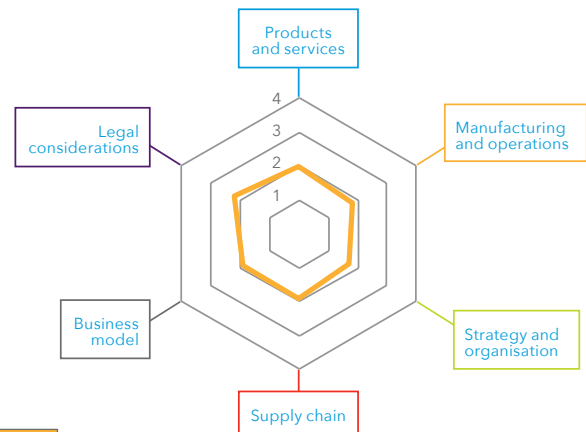 Products
and services
4
Legal
considerations
3
Manufacturing
and operations
2
1
Business
model
Strategy and
organisation
Supply chain